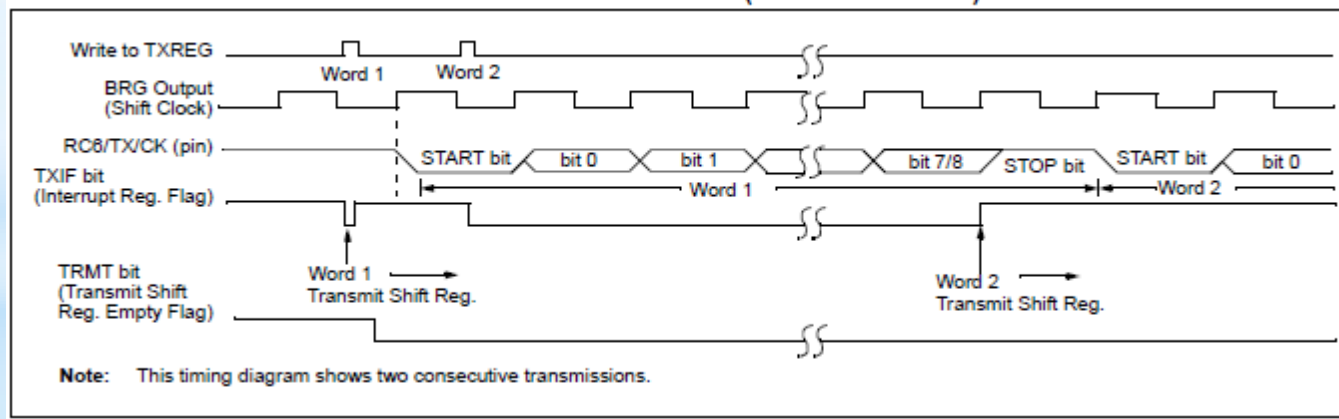 Write to TXREG
Word 1
Word 2
BRG Output
(Shift Clock)
RC6/TX/CK (pin)
START bit
bit 0
bit 1
bit 7/8
STOP bit
START bit
bit 0
TXIF bit
(Interrupt Reg. Flag)
Word 1
Word 2
Word 1
Transmit Shift Reg.
Word 2
Transmit Shift Reg.
TRMT bit
(Transmit Shift
Reg. Empty Flag)
Note: This timing diagram shows two consecutive transmissions.